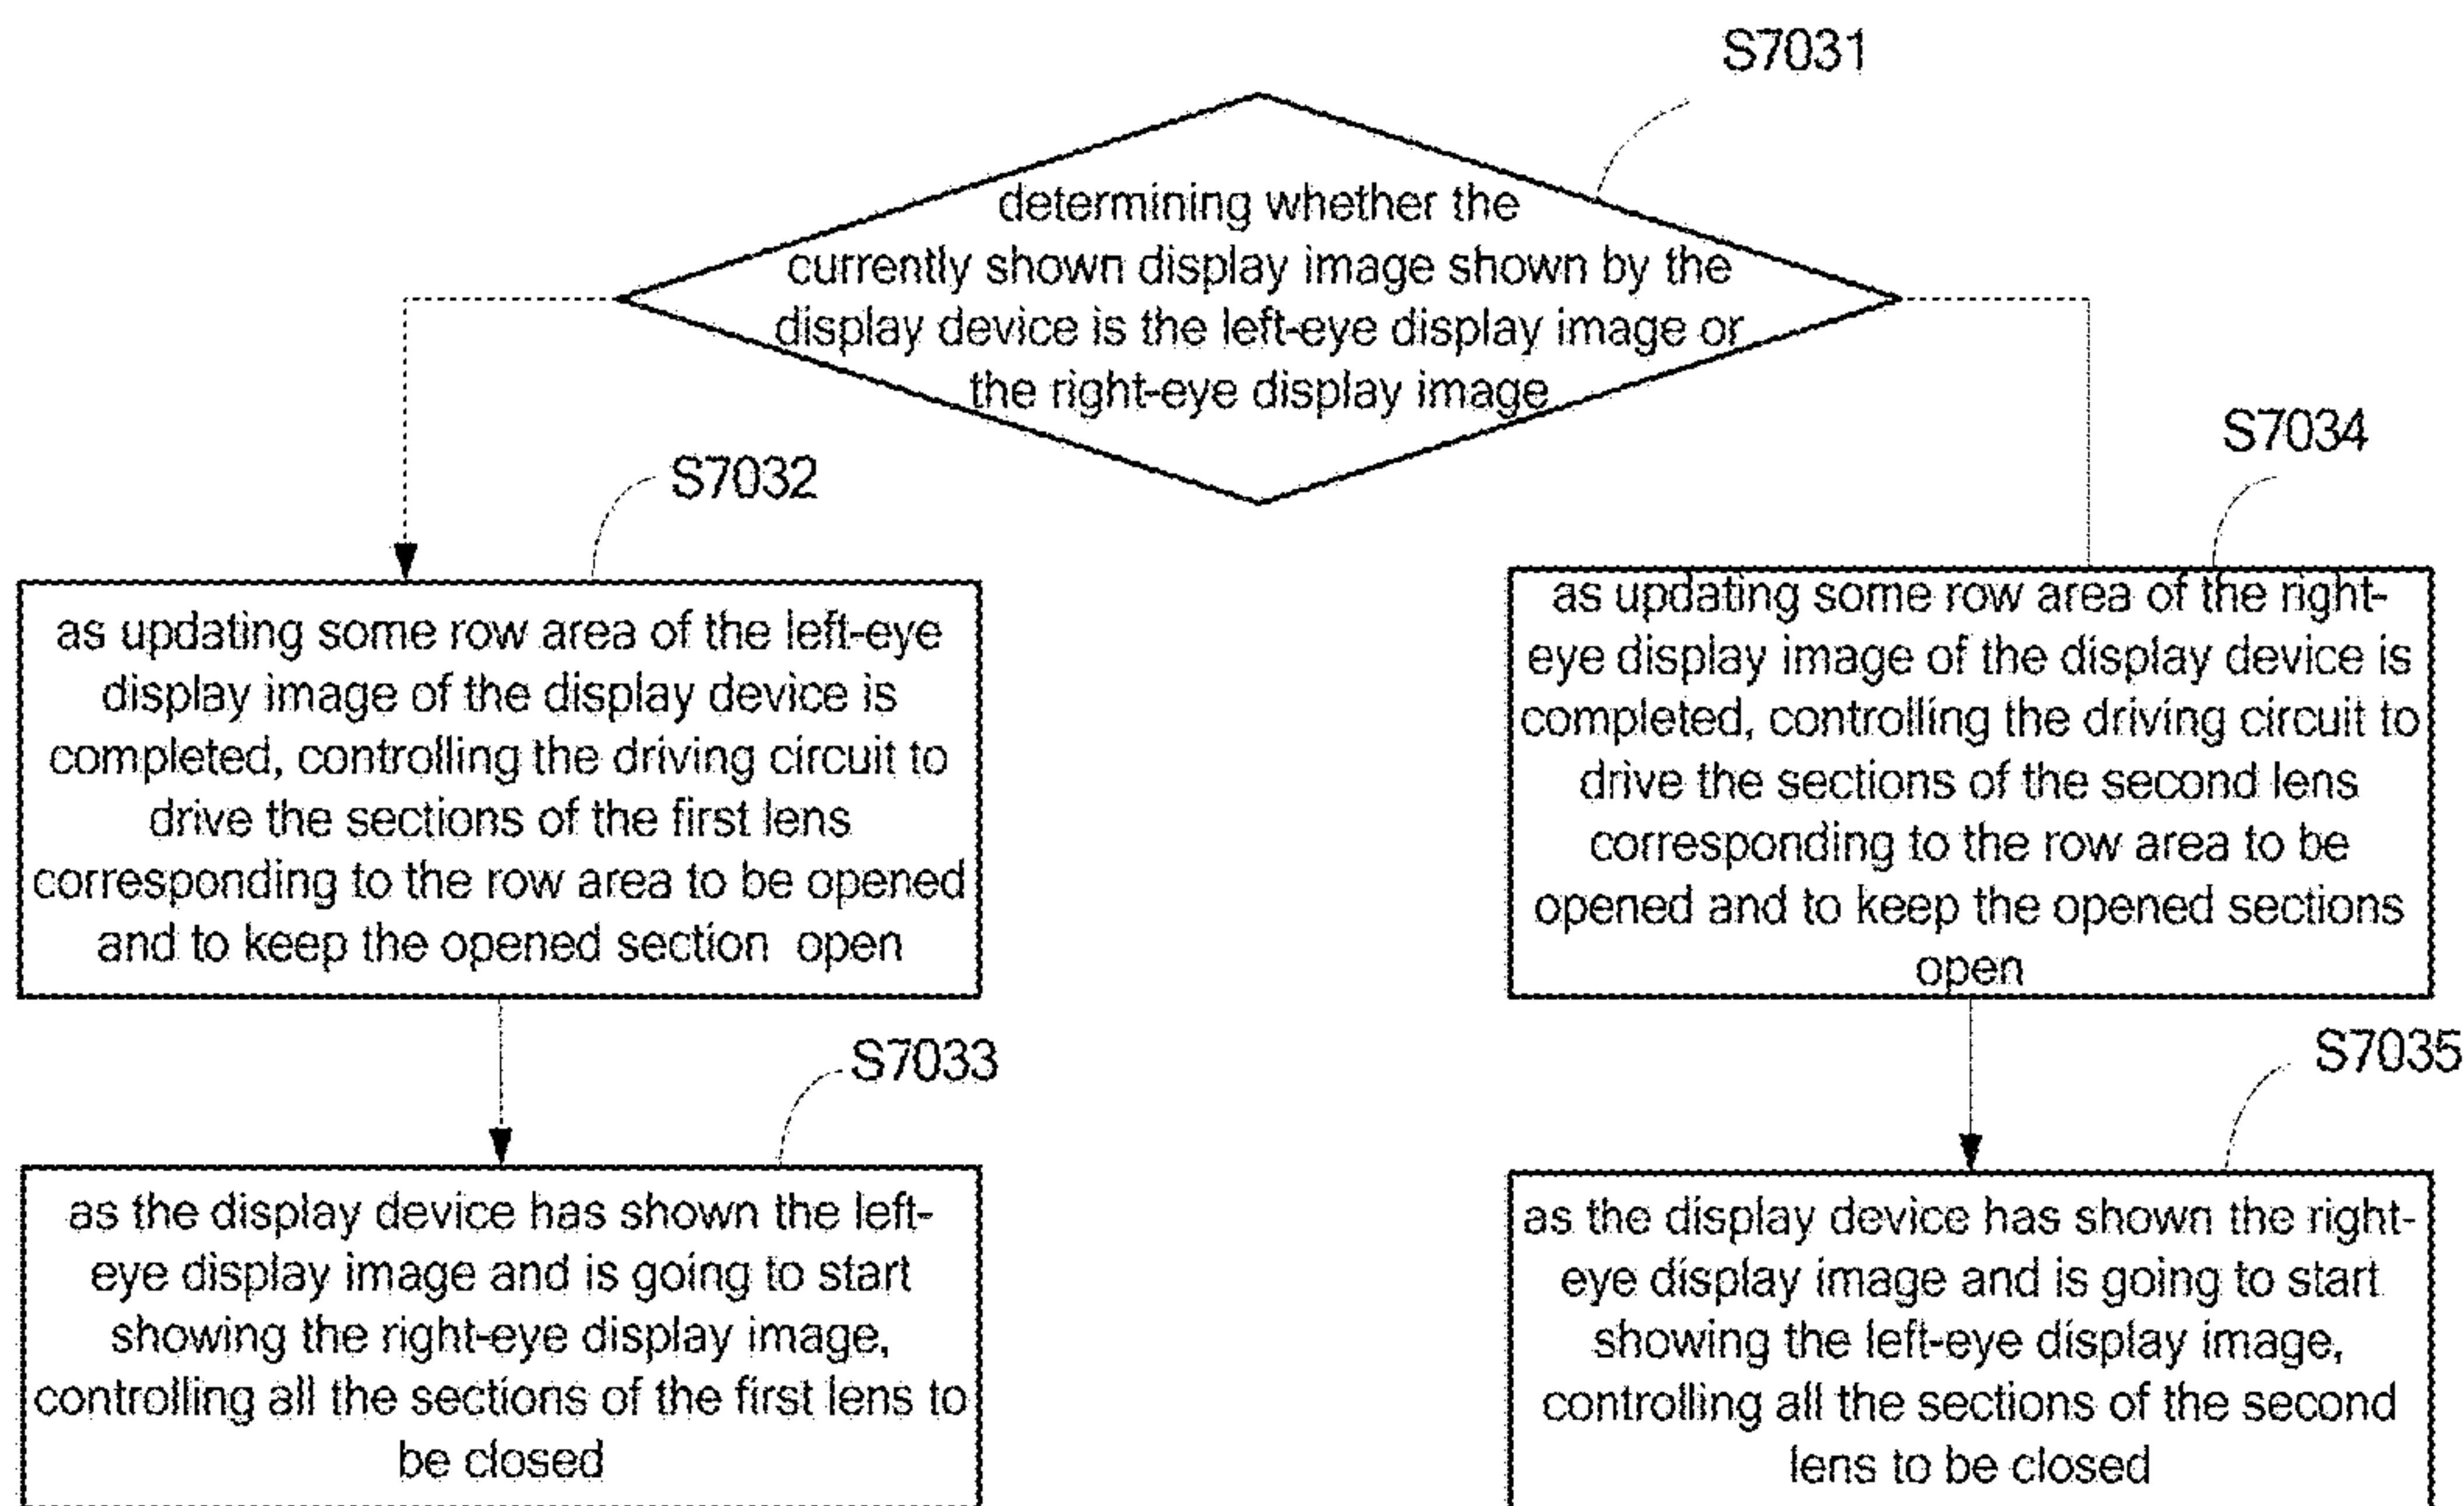 S7031
determining whether the
currently shown display image shown by the
display device is the left-eye display image or
the right-eye display image
S7032
as updating some row area of the left-eye
display image of the display device is
completed, controlling the driving circuit to
drive the sections of the first lens
corresponding to the row area to be opened
and to keep the opened section open
S7033
as the display device has shown the left-
eye display image and is going to start
showing the right-eye display image,
controlling all the sections of the first lens to
be closed
S7034
as updating some row area of the right-
eye display image of the display device is
completed, controlling the driving circuit to
drive the sections of the second lens
corresponding to the row area to be
opened and to keep the opened sections
open
S7035
as the display device has shown the right-
eye display image and is going to start
showing the left-eye display image,
controlling all the sections of the second
lens to be closed